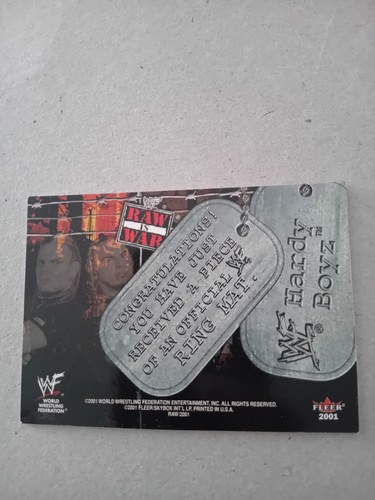 RAW
IS
WAR
CONGRATULATIONS!
YOU HAVE JUST
RECEIVED A PIECE
OF AN OFFICIAL WF
RING MAT.
WF Hardy
Boyz™
WF
WORLD
WRESTLING
FEDERATION®
©2001 WORLD WRESTLING FEDERATION ENTERTAINMENT, INC. ALL RIGHTS RESERVED.
©2001 FLEER/SKYBOX INT'L LP, PRINTED IN U.S.A.
RAW 2001
FLEER
2001